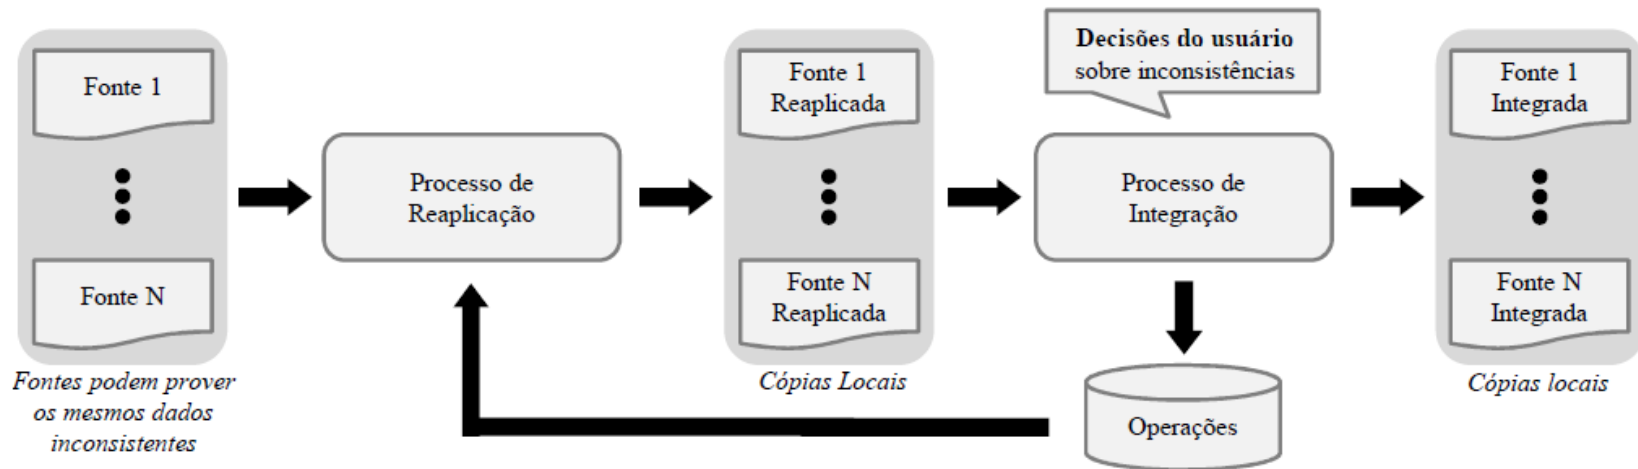 Fonte 1
Fonte N
Fontes podem prover
os mesmos dados
inconsistentes
Processo de
Reaplicação
Fonte 1
Reaplicada
Fonte N
Reaplicada
Cópias Locais
Decisões do usuário
sobre inconsistências
Processo de
Integração
Operações
Fonte 1
Integrada
Fonte N
Integrada
Cópias locais